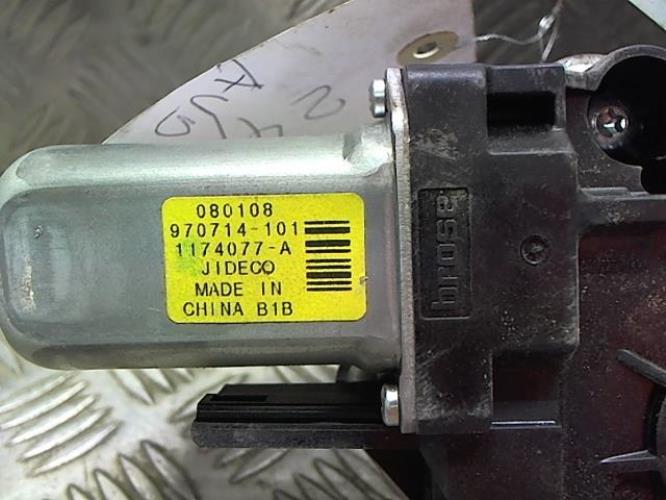 080108
970714-101
1174077-A
JIDECO
MADE IN
CHINA B1B
brose